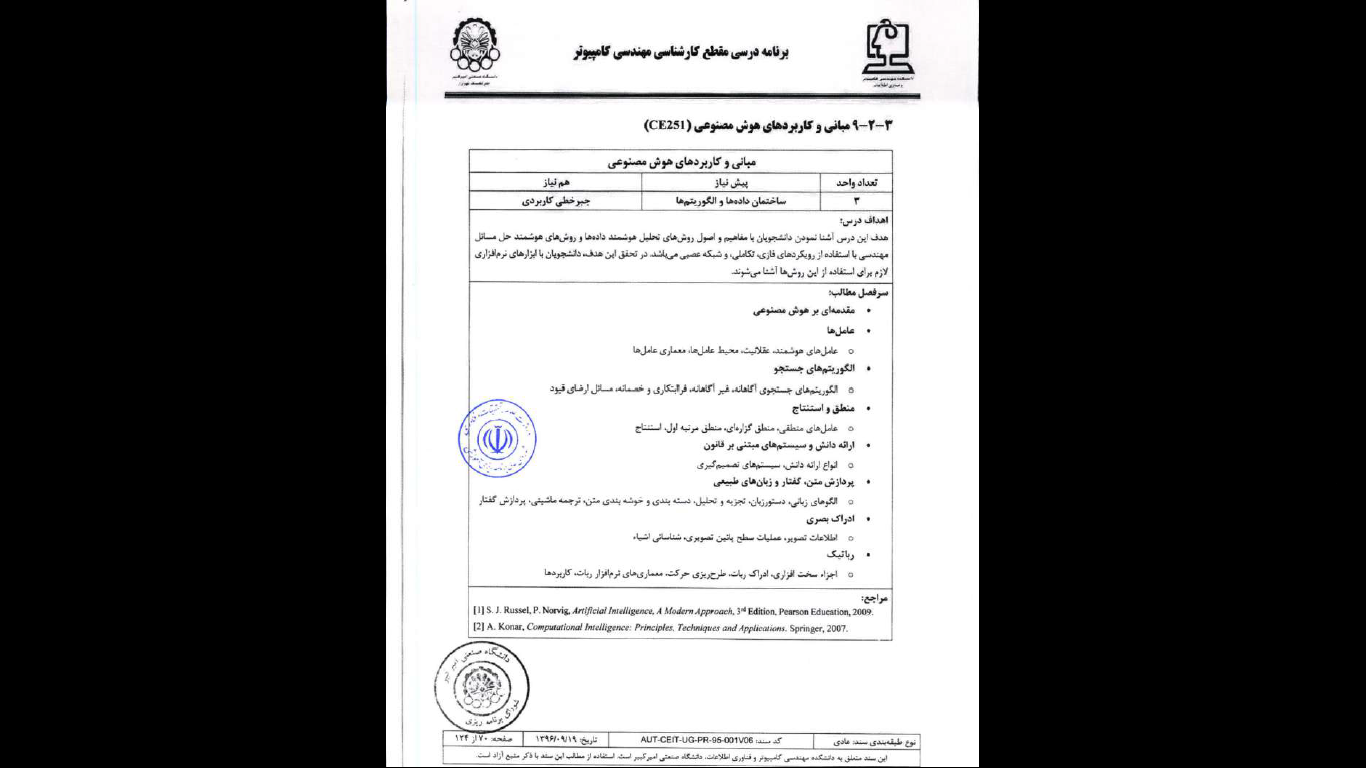 برنامه درسی مقطع کارشناسی مهندسی کامپیوتر
دانشگاه صنعتی امیرکبیر
دانشکده مهندسی کامپیوتر
و فناوری اطلاعات
۳-۲-۹ مبانی و کاربردهای هوش مصنوعی (CE251)
مبانی و کاربردهای هوش مصنوعی
تعداد واحد پیش نیاز هم نیاز
۳ ساختمان داده‌ها و الگوریتم‌ها جبرخطی کاربردی
اهداف درس:
هدف این درس آشنا نمودن دانشجویان با مفاهیم و اصول روش‌های تحلیل هوشمند داده‌ها و روش‌های هوشمند حل مسائل
مهندسی با استفاده از رویکردهای فازی، تکاملی، و شبکه عصبی می‌باشد. در تحقق این هدف، دانشجویان با ابزارهای نرم‌افزاری
لازم برای استفاده از این روش‌ها آشنا می‌شوند.
سرفصل مطالب:
• مقدمه‌ای بر هوش مصنوعی
• عامل‌ها
o عامل‌های هوشمند، عقلانیت، محیط عامل‌ها، معماری عامل‌ها
• الگوریتم‌های جستجو
o الگوریتم‌های جستجوی آگاهانه، غیر آگاهانه، فراابتکاری و خصمانه، مسائل ارضای قیود
• منطق و استنتاج
o عامل‌های منطقی، منطق گزاره‌ای، منطق مرتبه اول، استنتاج
• ارائه دانش و سیستم‌های مبتنی بر قانون
o انواع ارائه دانش، سیستم‌های تصمیم‌گیری
• پردازش متن، گفتار و زبان‌های طبیعی
o الگوهای زبانی، دستورزبان، تجزیه و تحلیل، دسته بندی و خوشه بندی متن، ترجمه ماشینی، پردازش گفتار
• ادراک بصری
o اطلاعات تصویر، عملیات سطح پائین تصویری، شناسائی اشیاء
• رباتیک
o اجزاء سخت افزاری، ادراک ربات، طرح‌ریزی حرکت، معماری‌های نرم‌افزار ربات، کاربردها
مراجع:
[1] S. J. Russel, P. Norvig, Artificial Intelligence, A Modern Approach, 3rd Edition, Pearson Education, 2009.
[2] A. Konar, Computational Intelligence: Principles, Techniques and Applications, Springer, 2007.
دانشگاه صنعتی امیر کبیر
شورای برنامه ریزی
نوع طبقه‌بندی سند: عادی کد سند: AUT-CEIT-UG-PR-95-001V06 تاریخ: ۱۳۹۶/۰۹/۱۹ صفحه: ۷۰ از ۱۲۴
این سند متعلق به دانشکده مهندسی کامپیوتر و فناوری اطلاعات، دانشگاه صنعتی امیرکبیر است. استفاده از مطالب این سند با ذکر منبع آزاد است.